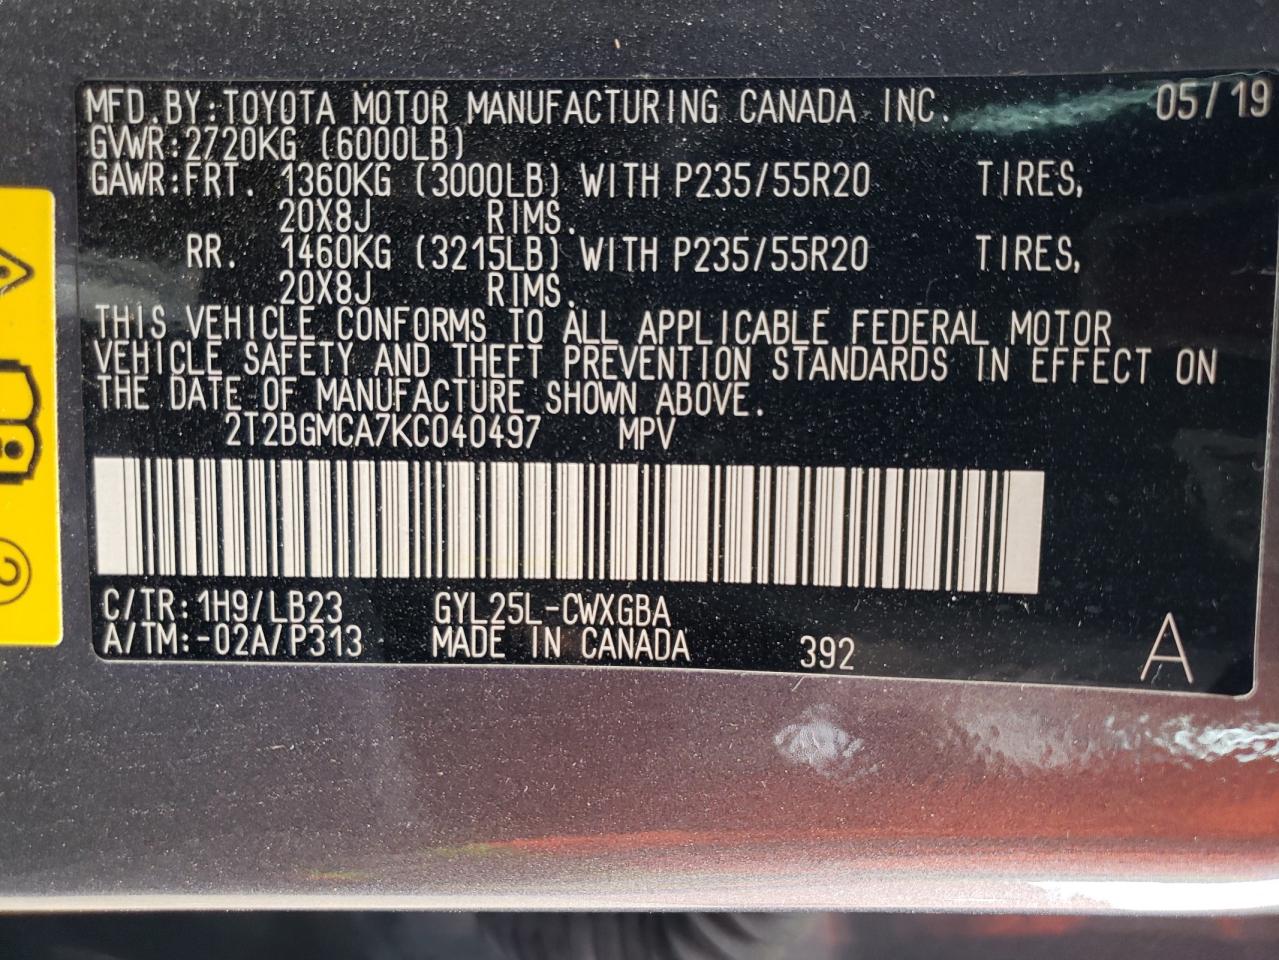 MFD.BY:TOYOTA MOTOR MANUFACTURING CANADA INC. 05/19
GVWR:2720KG (6000LB)
GAWR:FRT. 1360KG (3000LB) WITH P235/55R20 TIRES,
20X8J RIMS.
RR. 1460KG (3215LB) WITH P235/55R20 TIRES,
20X8J RIMS.
THIS VEHICLE CONFORMS TO ALL APPLICABLE FEDERAL MOTOR
VEHICLE SAFETY AND THEFT PREVENTION STANDARDS IN EFFECT ON
THE DATE OF MANUFACTURE SHOWN ABOVE.
2T2BGMCA7KC040497 MPV
C/TR:1H9/LB23 GYL25L-CWXGBA
A/TM:-02A/P313 MADE IN CANADA 392 A
2